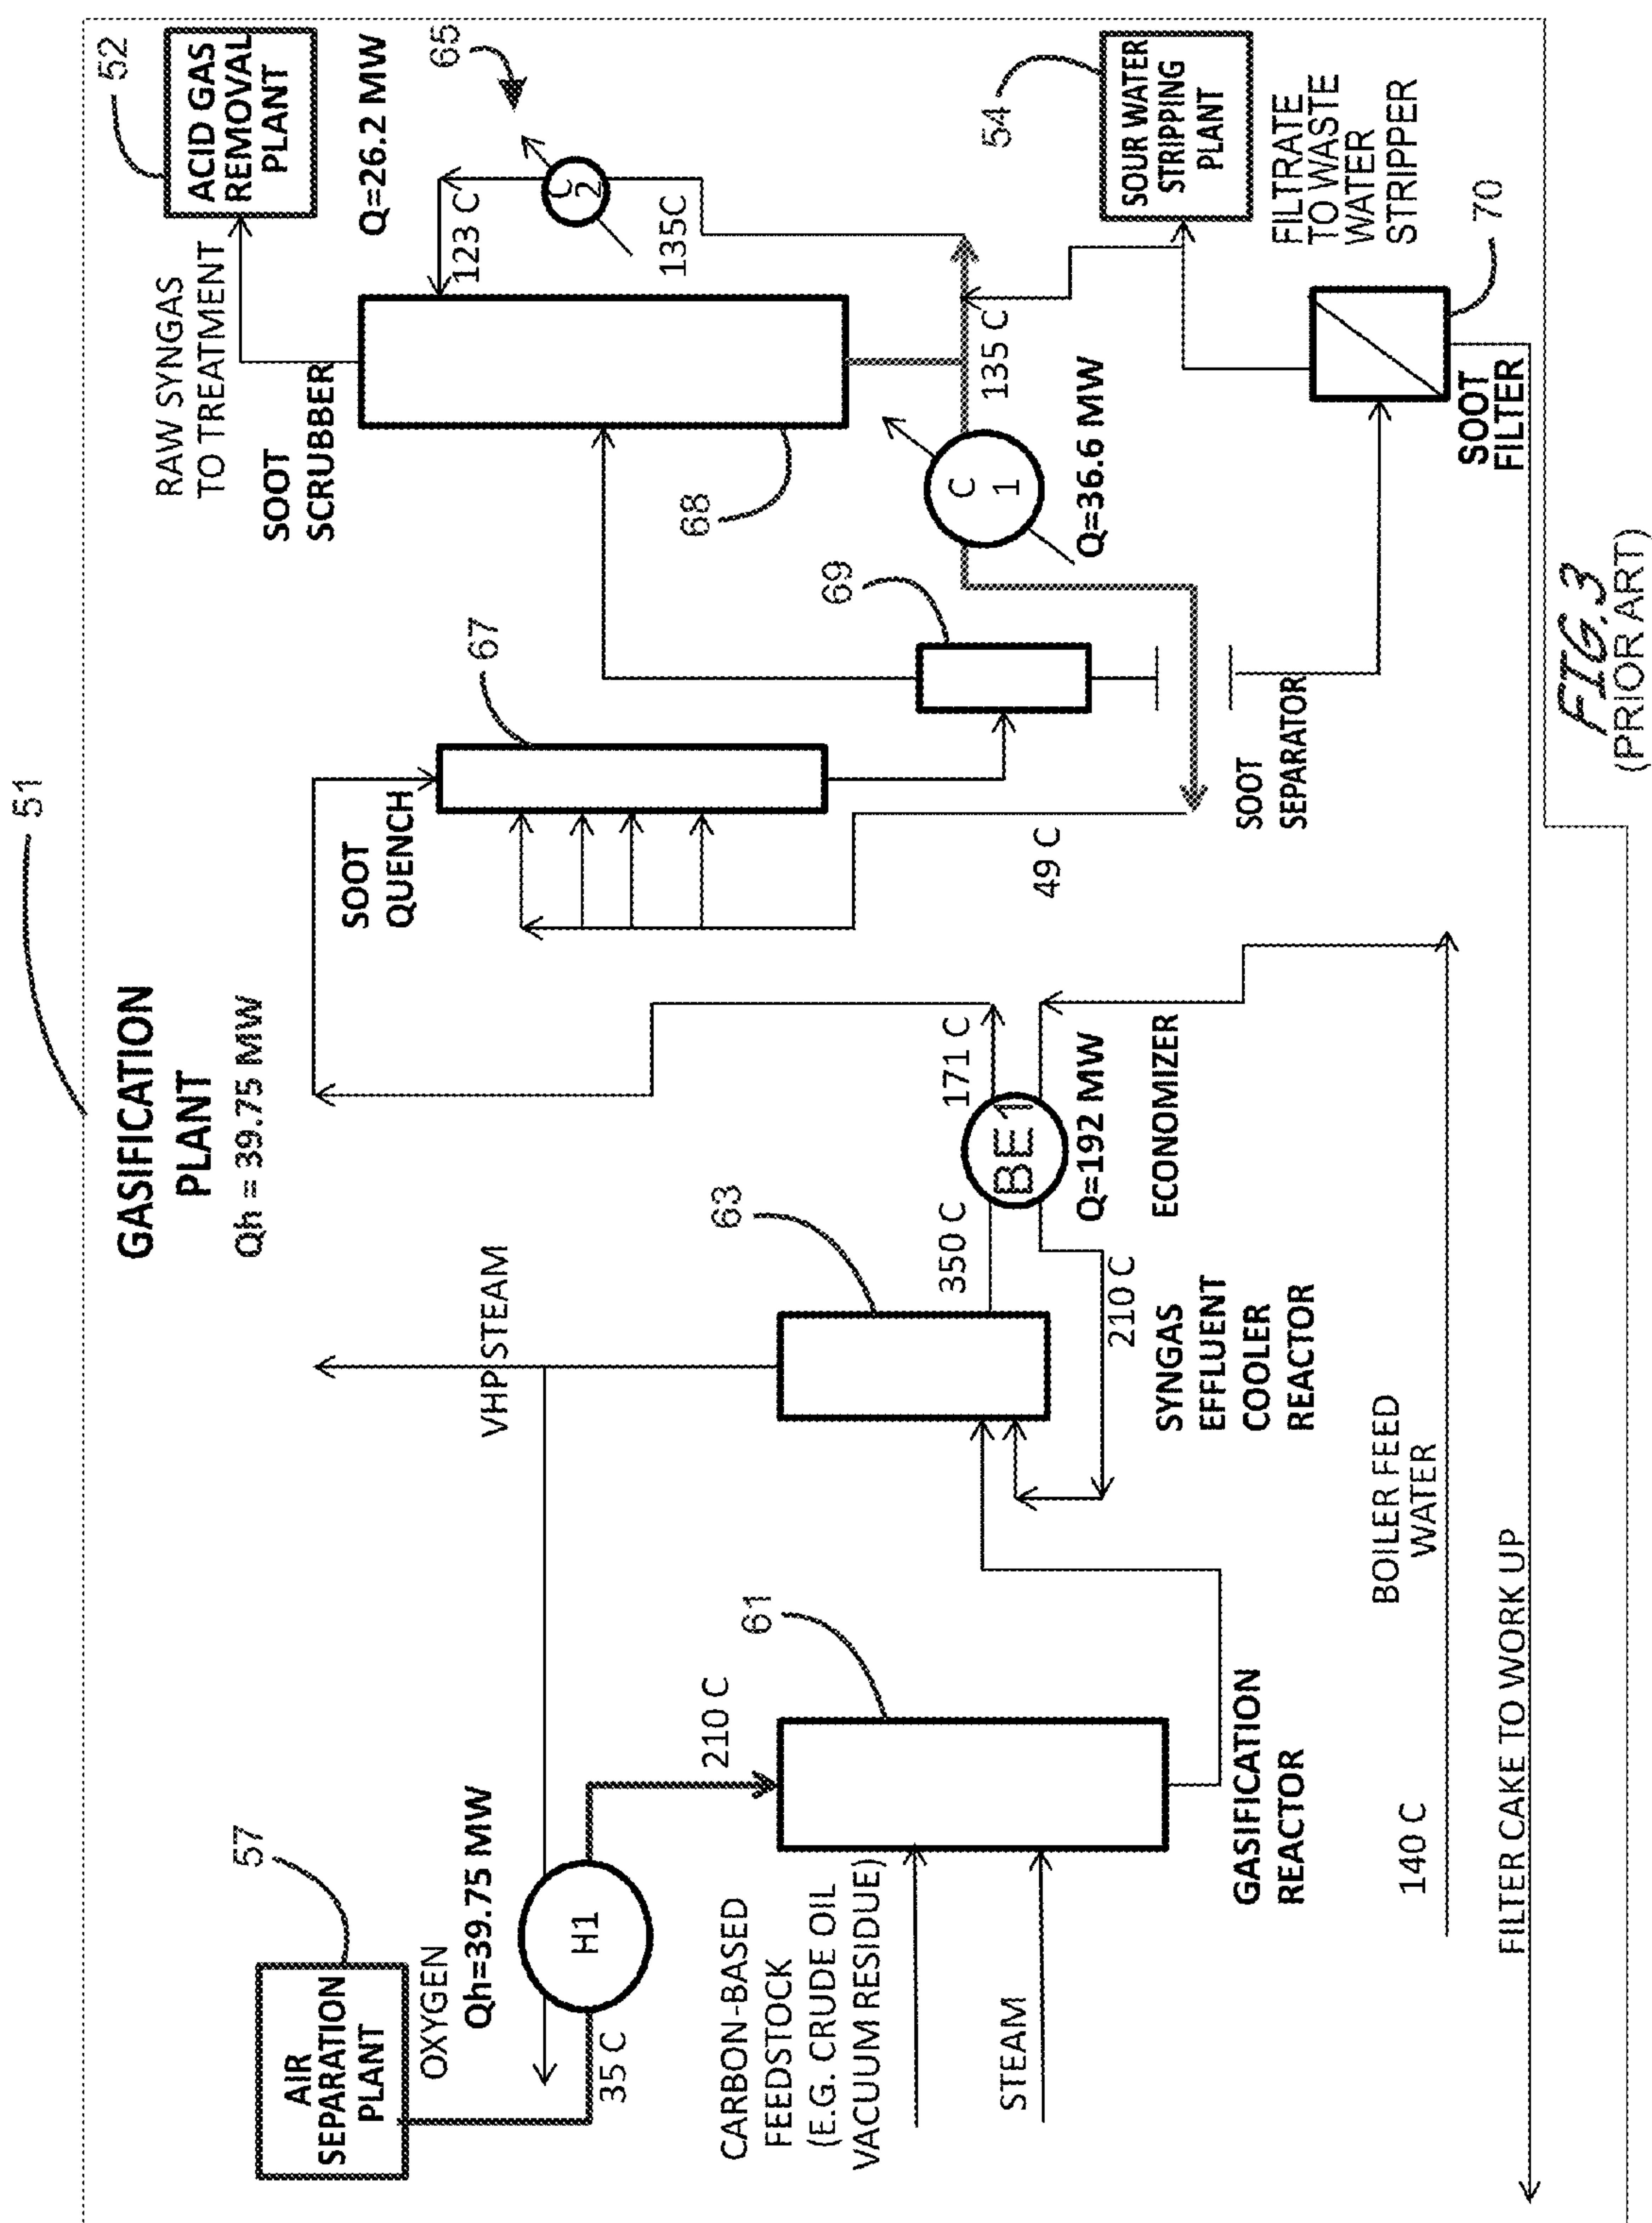 51
GASIFICATION
PLANT
Qh = 39.75 MW
57
AIR
SEPARATION
PLANT
OXYGEN
Qh=39.75 MW
H1
35 C
210 C
61
CARBON-BASED
FEEDSTOCK
(E.G. CRUDE OIL
VACUUM RESIDUE)
STEAM
GASIFICATION
REACTOR
VHP STEAM
63
350 C
BE1
171 C
Q=192 MW
ECONOMIZER
210 C
SYNGAS
EFFLUENT
COOLER
REACTOR
BOILER FEED
WATER
140 C
FILTER CAKE TO WORK UP
SOOT
QUENCH
67
49 C
69
SOOT
SEPARATOR
RAW SYNGAS
TO TREATMENT
SOOT
SCRUBBER
68
52
ACID GAS
REMOVAL
PLANT
Q=26.2 MW
65
123 C
C
2
135C
135 C
C
1
Q=36.6 MW
54
SOUR WATER
STRIPPING
PLANT
FILTRATE
TO WASTE
WATER
STRIPPER
70
SOOT
FILTER
FIG.3
(PRIOR ART)